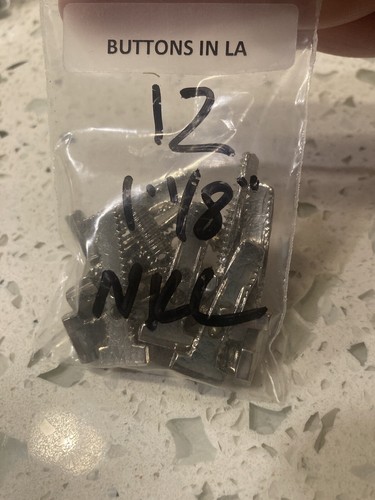 BUTTONS IN LA
12
1"1/8"
NKL